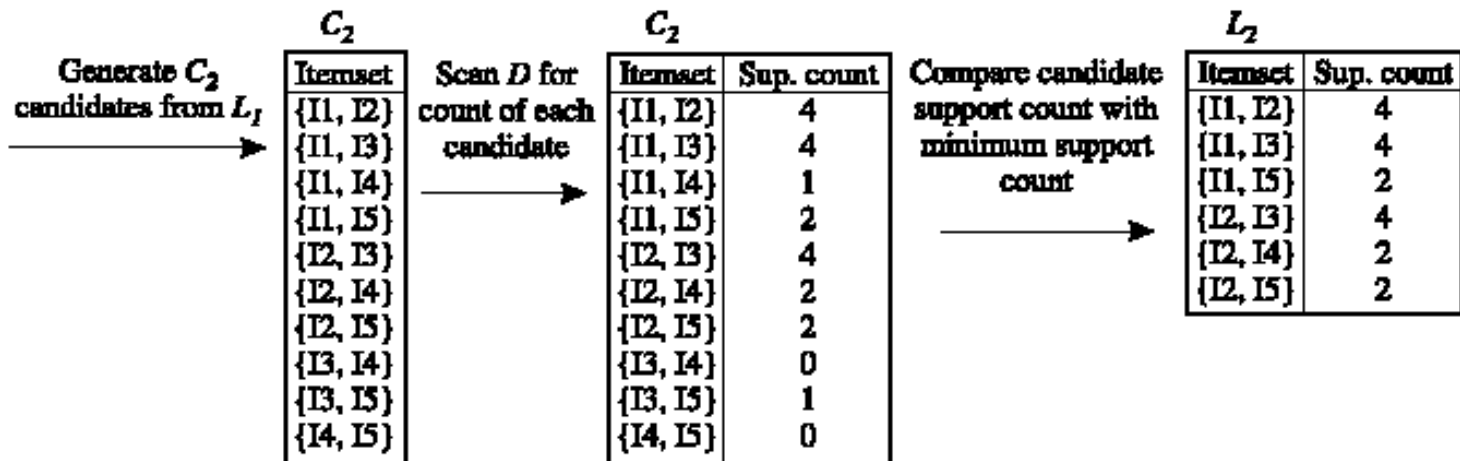 C2
C2
L2
Generate C2
candidates from L1
Itemset
{I1, I2}
{I1, I3}
{I1, I4}
{I1, I5}
{I2, I3}
{I2, I4}
{I2, I5}
{I3, I4}
{I3, I5}
{I4, I5}
Scan D for
count of each
candidate
Itemset Sup. count
{I1, I2} 4
{I1, I3} 4
{I1, I4} 1
{I1, I5} 2
{I2, I3} 4
{I2, I4} 2
{I2, I5} 2
{I3, I4} 0
{I3, I5} 1
{I4, I5} 0
Compare candidate
support count with
minimum support
count
Itemset Sup. count
{I1, I2} 4
{I1, I3} 4
{I1, I5} 2
{I2, I3} 4
{I2, I4} 2
{I2, I5} 2